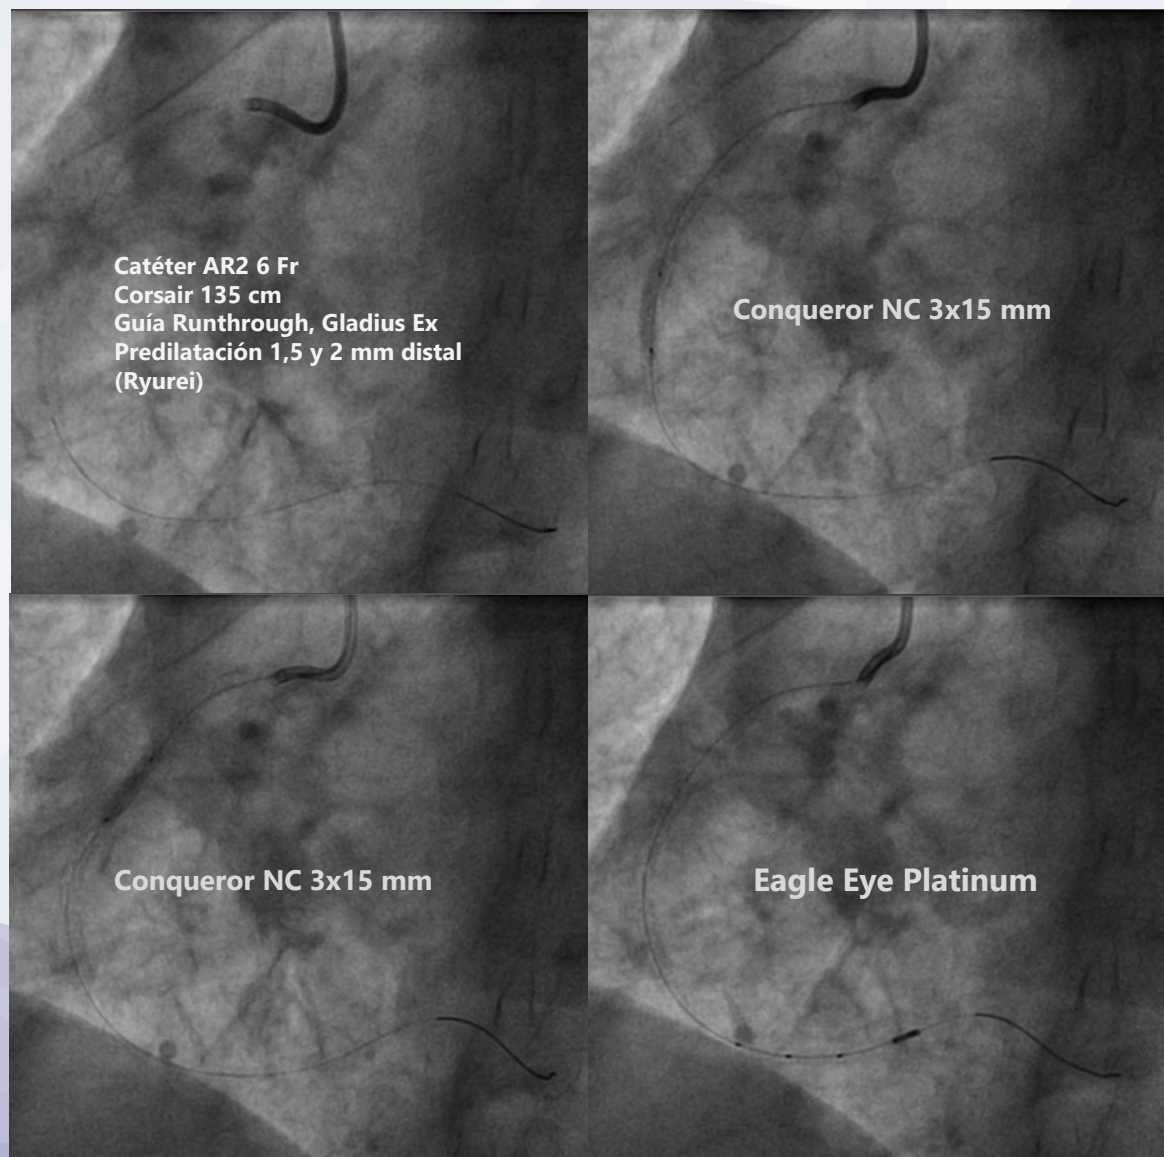 Catéter AR2 6 Fr
Corsair 135 cm
Guía Runthrough, Gladius Ex
Predilatación 1,5 y 2 mm distal
(Ryurei)
Conqueror NC 3x15 mm
Conqueror NC 3x15 mm
Eagle Eye Platinum